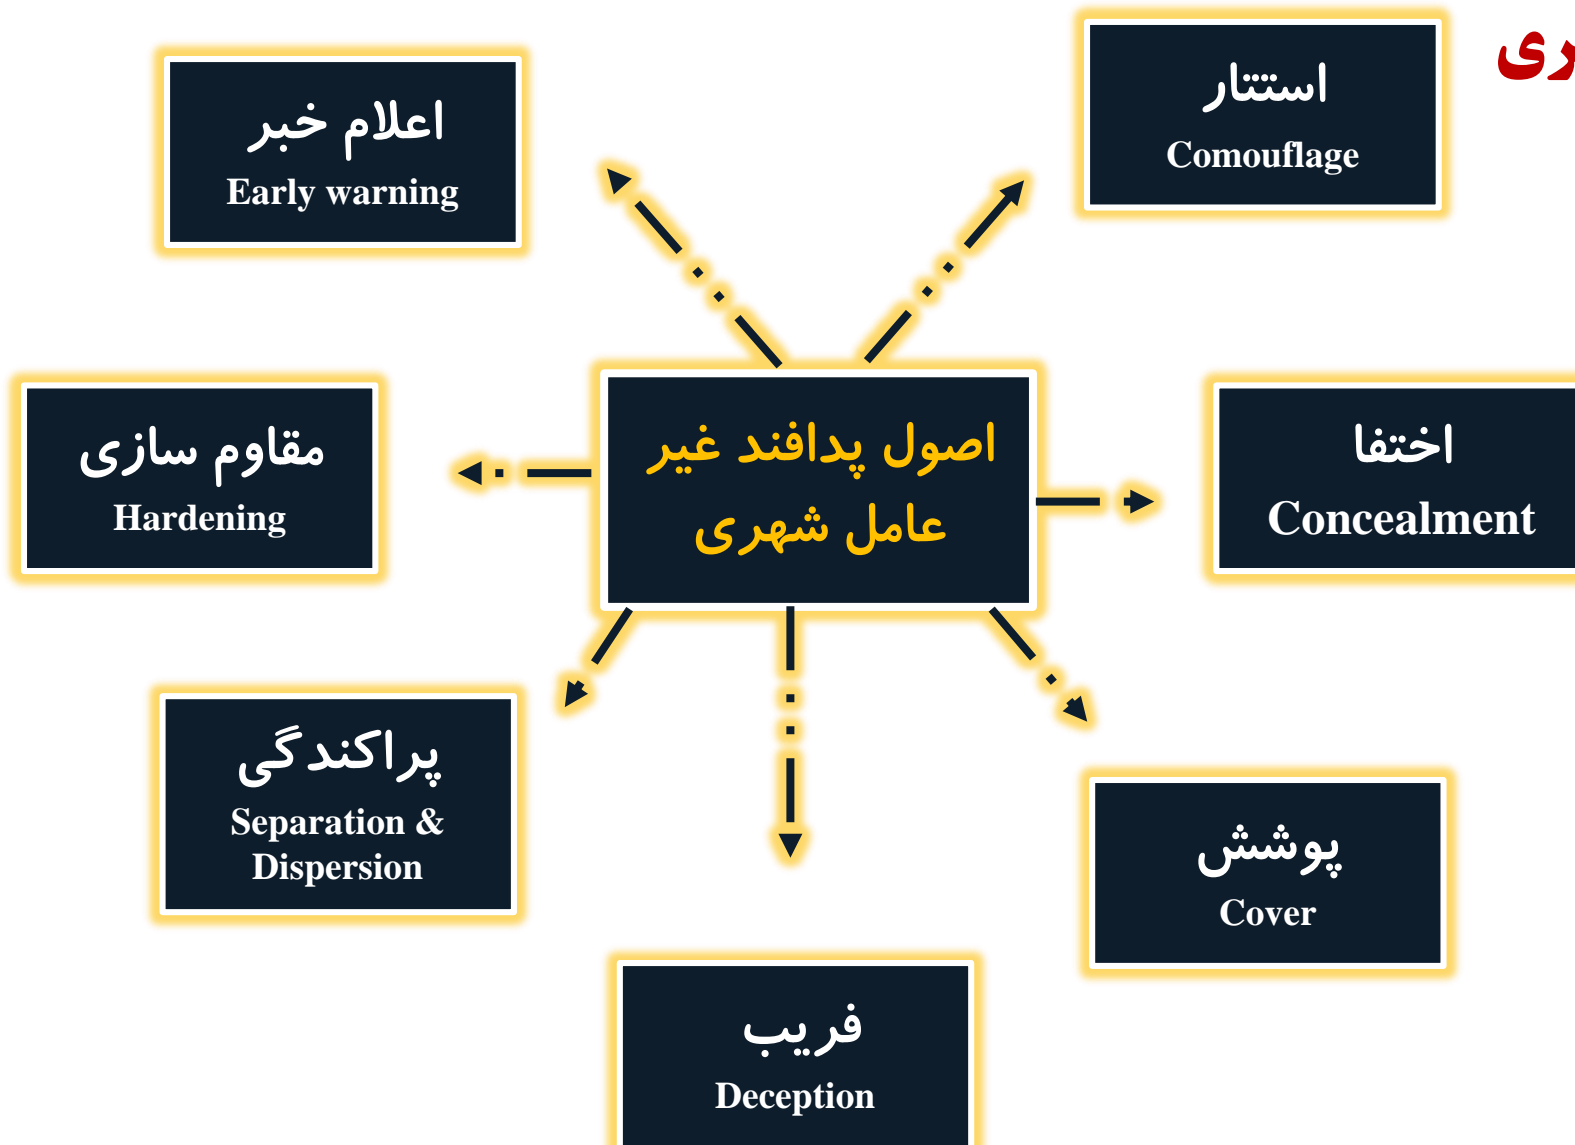 استتار
Comouflage
اعلام خبر
Early warning
اصول پدافند غیر
عامل شهری
اختفا
Concealment
مقاوم سازی
Hardening
پوشش
Cover
پراکندگی
Separation &
Dispersion
فریب
Deception